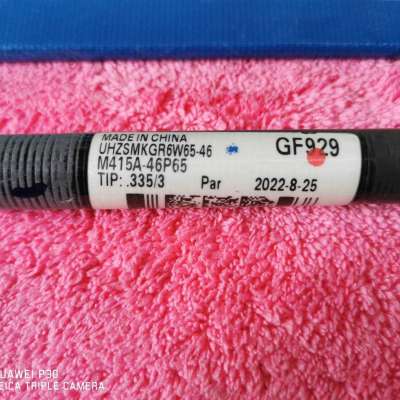 MADE IN CHINA
UHZSMKGR6W65-46
GF929
M415A-46P65
TIP: .335/3 Par 2022-8-25
HUAWEI P30
LEICA TRIPLE CAMERA